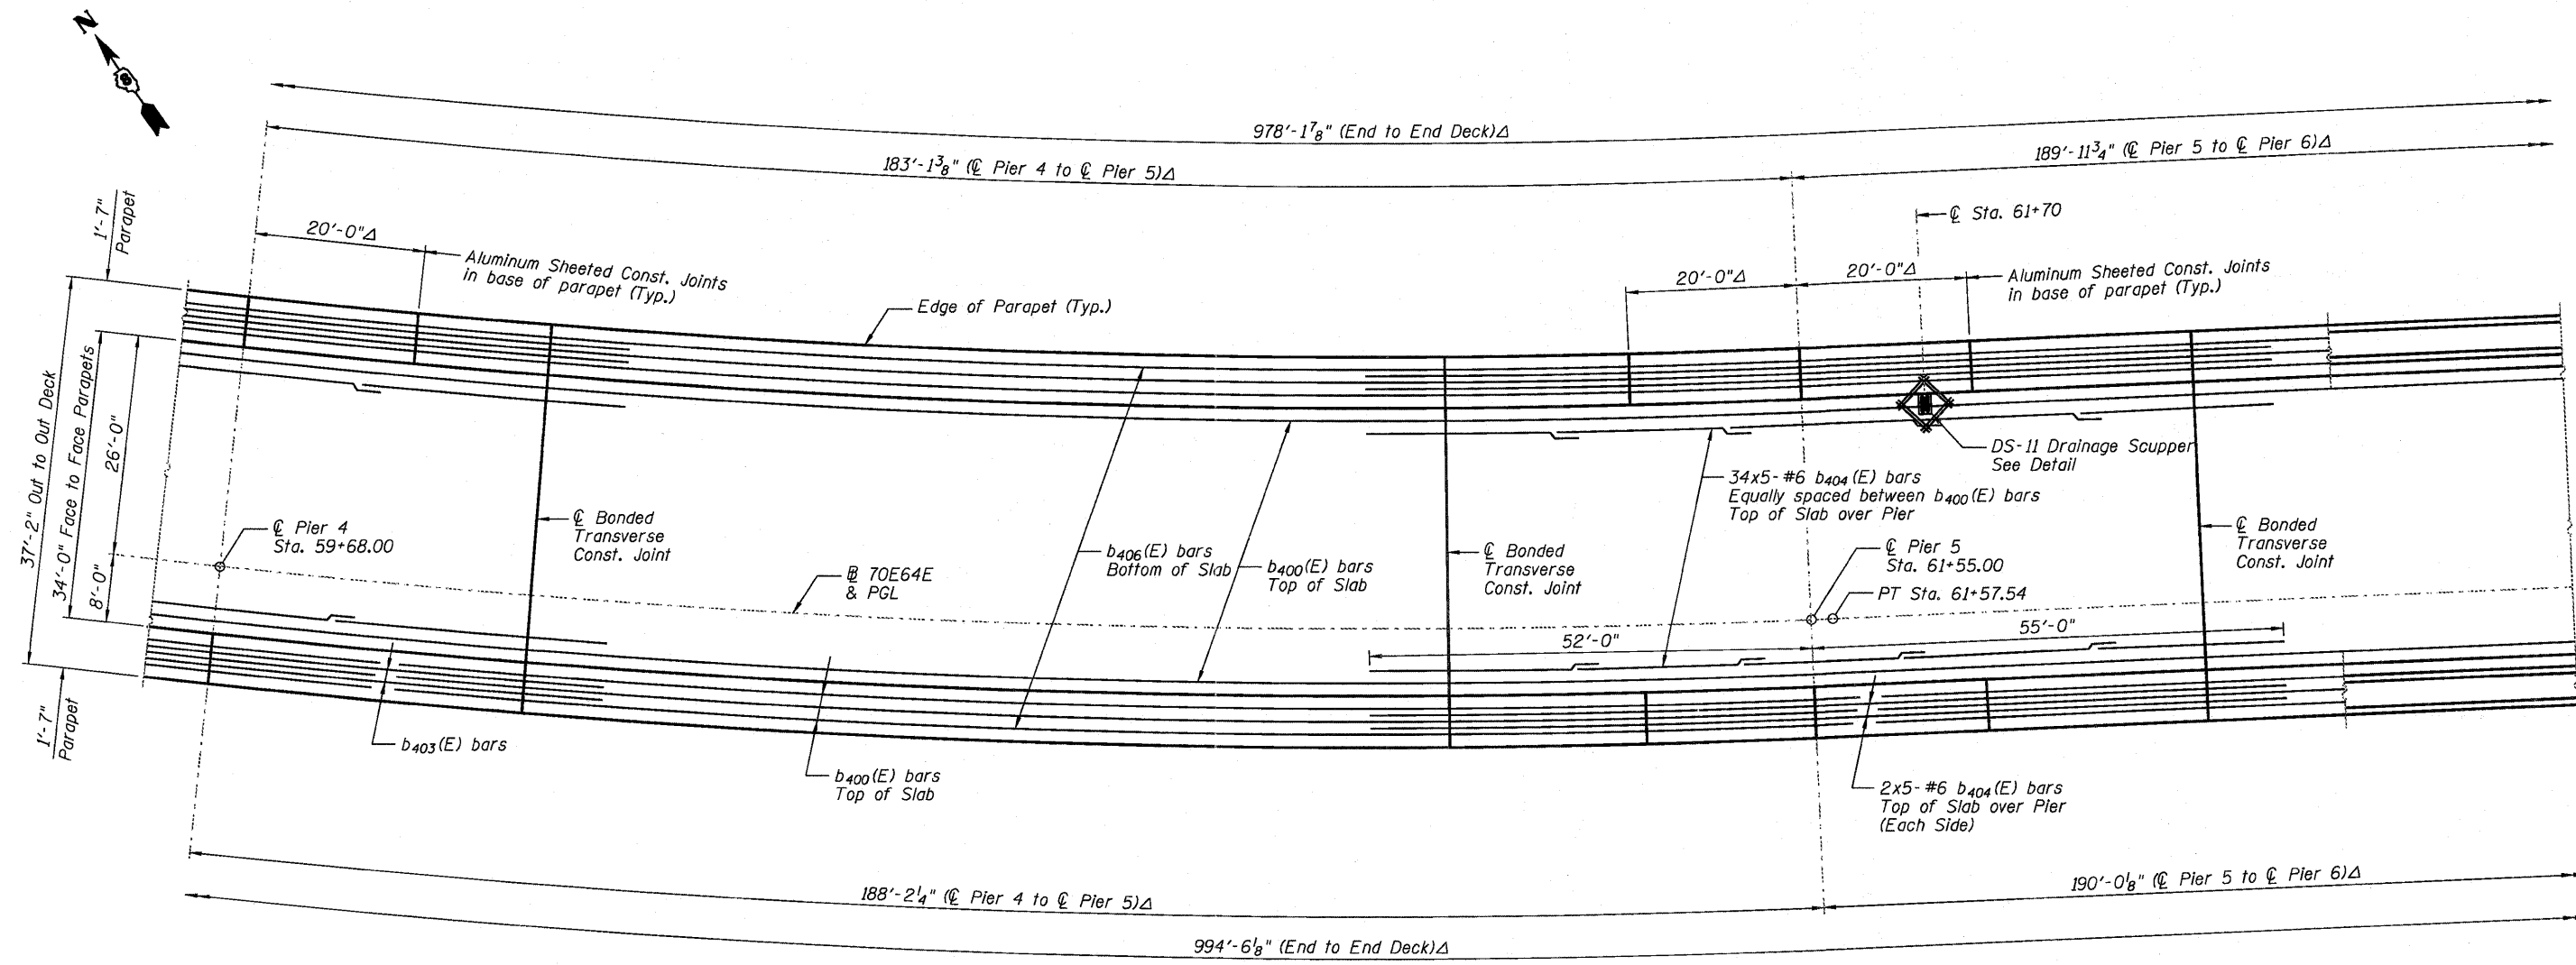 N
8
978'-1⅞" (End to End Deck)Δ
183'-1⅜" (℄ Pier 4 to ℄ Pier 5)Δ
189'-11¾" (℄ Pier 5 to ℄ Pier 6)Δ
℄ Sta. 61+70
1'-7"
Parapet
20'-0"Δ
Aluminum Sheeted Const. Joints
in base of parapet (Typ.)
Edge of Parapet (Typ.)
20'-0"Δ
20'-0"Δ
Aluminum Sheeted Const. Joints
in base of parapet (Typ.)
37'-2" Out to Out Deck
34'-0" Face to Face Parapets
26'-0"
8'-0"
DS-11 Drainage Scupper
See Detail
34x5-#6 b404(E) bars
Equally spaced between b400(E) bars
Top of Slab over Pier
℄ Pier 4
Sta. 59+68.00
℄ Bonded
Transverse
Const. Joint
b406(E) bars
Bottom of Slab
b400(E) bars
Top of Slab
℄ Bonded
Transverse
Const. Joint
℄ Pier 5
Sta. 61+55.00
PT Sta. 61+57.54
℄ Bonded
Transverse
Const. Joint
BL 70E64E
& PGL
52'-0"
55'-0"
1'-7"
Parapet
b403(E) bars
b400(E) bars
Top of Slab
2x5-#6 b404(E) bars
Top of Slab over Pier
(Each Side)
188'-2¼" (℄ Pier 4 to ℄ Pier 5)Δ
190'-0⅛" (℄ Pier 5 to ℄ Pier 6)Δ
994'-6⅛" (End to End Deck)Δ